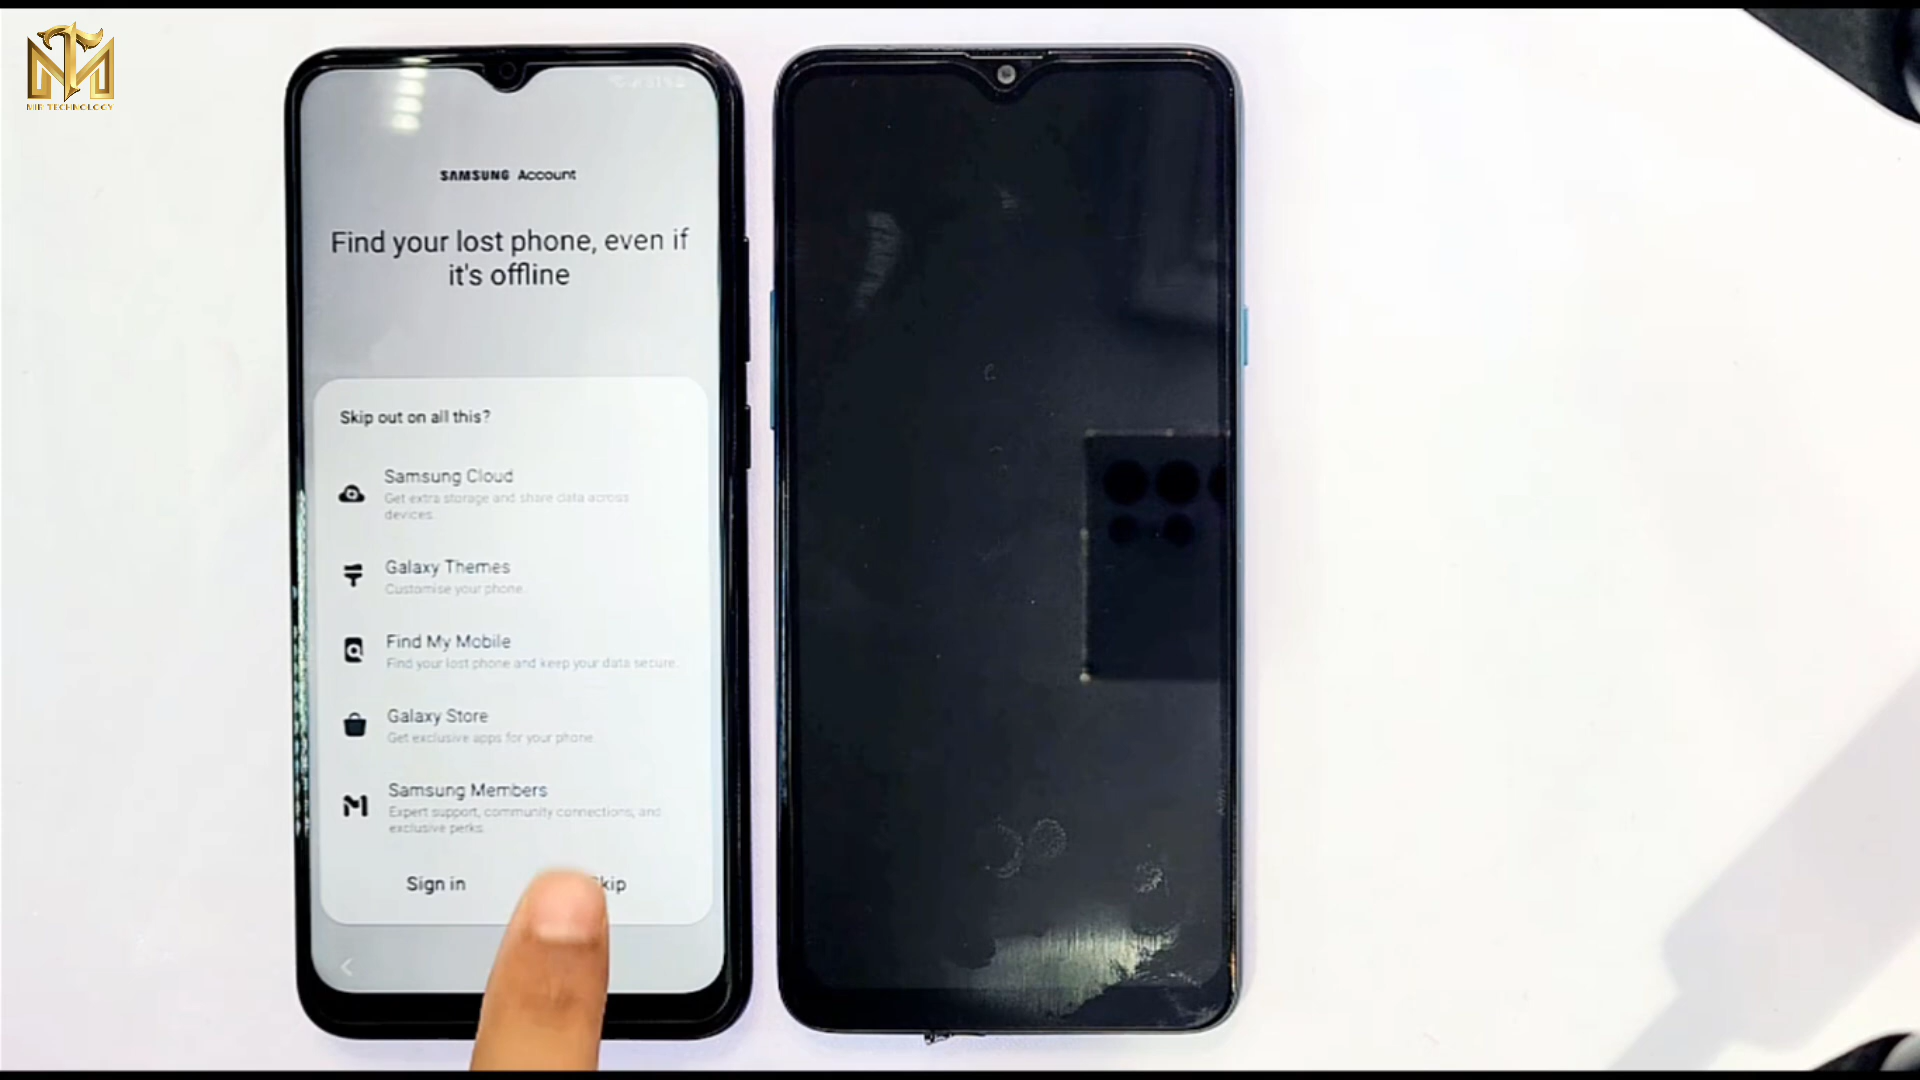 MIR TECHNOLOGY
SAMSUNG Account
Find your lost phone, even if
it's offline
Skip out on all this?
Samsung Cloud
Get extra storage and share data across
devices.
Galaxy Themes
Customise your phone.
Find My Mobile
Find your lost phone and keep your data secure.
Galaxy Store
Get exclusive apps for your phone.
Samsung Members
Expert support, community connections, and
exclusive perks.
Sign in
kip